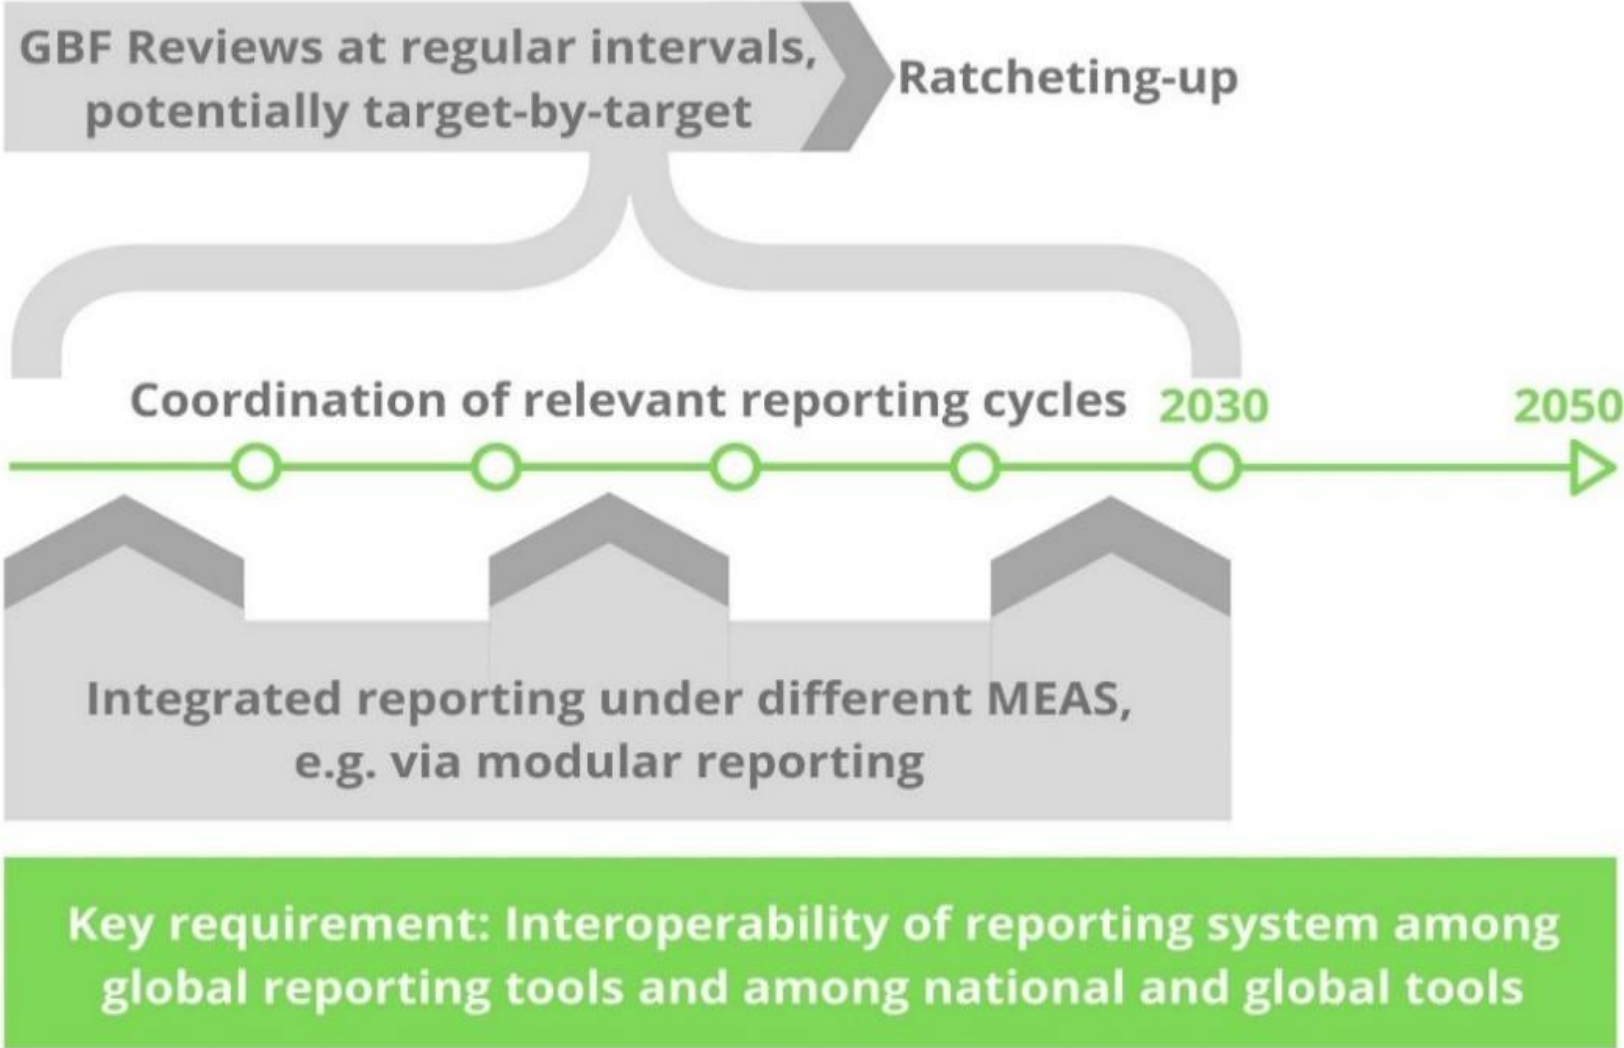 GBF Reviews at regular intervals,
potentially target-by-target
Ratcheting-up
Coordination of relevant reporting cycles
2030
2050
Integrated reporting under different MEAS,
e.g. via modular reporting
Key requirement: Interoperability of reporting system among
global reporting tools and among national and global tools